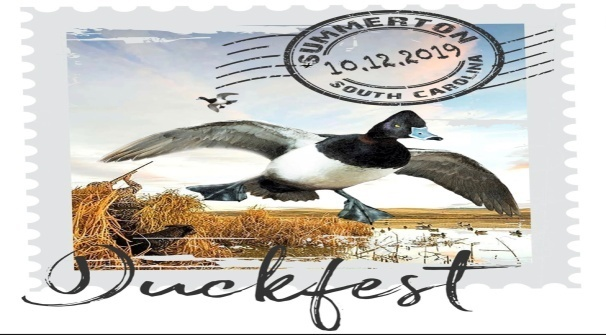 SUMMERTON
10.12.2019
SOUTH CAROLINA
Duckfest